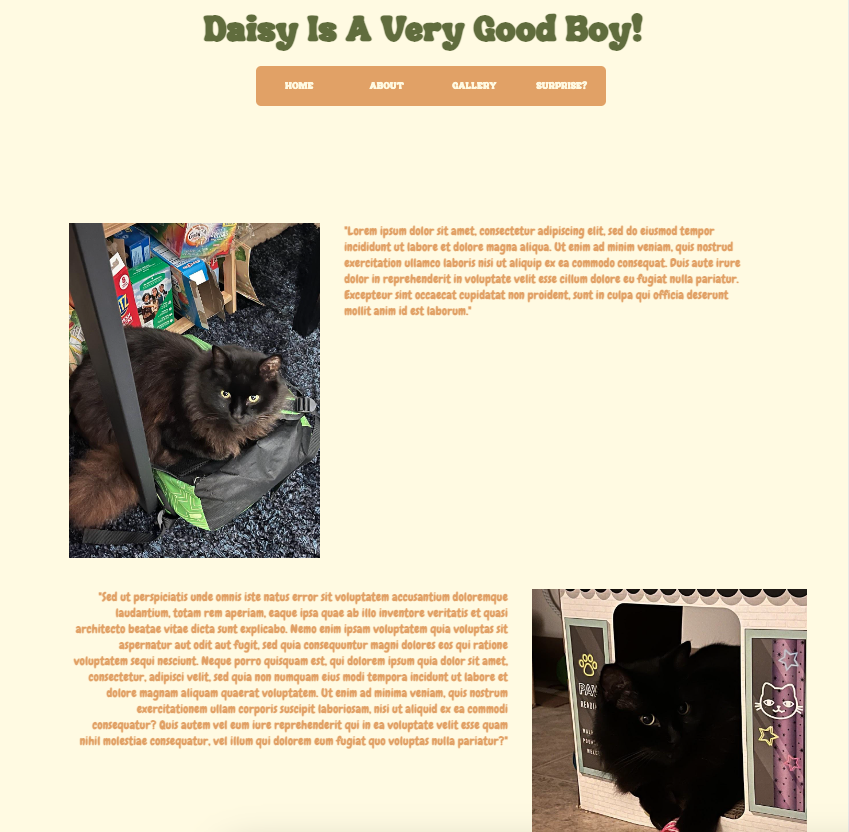 Daisy Is A Very Good Boy!
HOME ABOUT GALLERY SURPRISE?
"Lorem ipsum dolor sit amet, consectetur adipiscing elit, sed do eiusmod tempor
incididunt ut labore et dolore magna aliqua. Ut enim ad minim veniam, quis nostrud
exercitation ullamco laboris nisi ut aliquip ex ea commodo consequat. Duis aute irure
dolor in reprehenderit in voluptate velit esse cillum dolore eu fugiat nulla pariatur.
Excepteur sint occaecat cupidatat non proident, sunt in culpa qui officia deserunt
mollit anim id est laborum."
"Sed ut perspiciatis unde omnis iste natus error sit voluptatem accusantium doloremque
laudantium, totam rem aperiam, eaque ipsa quae ab illo inventore veritatis et quasi
architecto beatae vitae dicta sunt explicabo. Nemo enim ipsam voluptatem quia voluptas sit
aspernatur aut odit aut fugit, sed quia consequuntur magni dolores eos qui ratione
voluptatem sequi nesciunt. Neque porro quisquam est, qui dolorem ipsum quia dolor sit amet,
consectetur, adipisci velit, sed quia non numquam eius modi tempora incidunt ut labore et
dolore magnam aliquam quaerat voluptatem. Ut enim ad minima veniam, quis nostrum
exercitationem ullam corporis suscipit laboriosam, nisi ut aliquid ex ea commodi
consequatur? Quis autem vel eum iure reprehenderit qui in ea voluptate velit esse quam
nihil molestiae consequatur, vel illum qui dolorem eum fugiat quo voluptas nulla pariatur?"